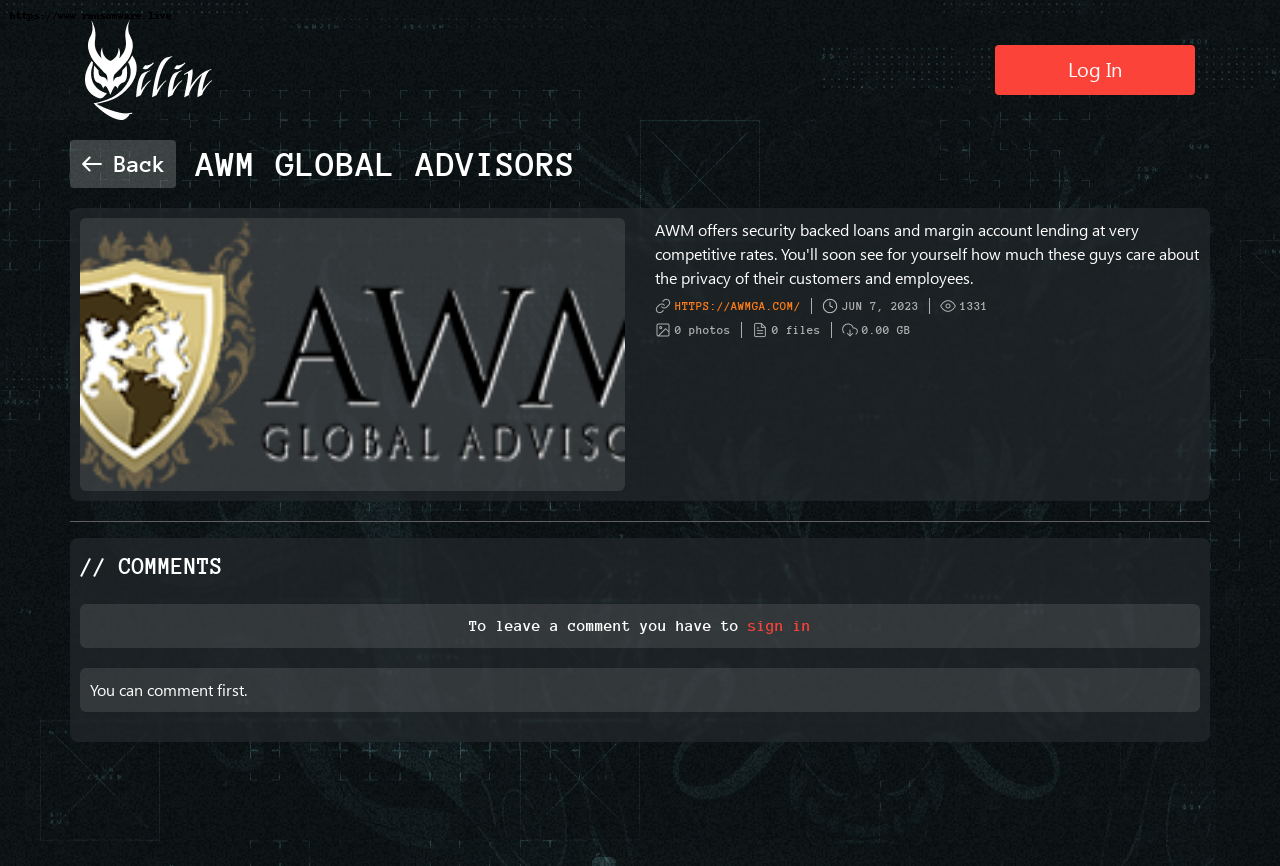 https://www.ransomware.live
Qilin
Log In
← Back
AWM GLOBAL ADVISORS
AWM
GLOBAL ADVISO
AWM offers security backed loans and margin account lending at very
competitive rates. You'll soon see for yourself how much these guys care about
the privacy of their customers and employees.
HTTPS://AWMGA.COM/ | JUN 7, 2023 | 1331
0 photos | 0 files | 0.00 GB
// COMMENTS
To leave a comment you have to sign in
You can comment first.